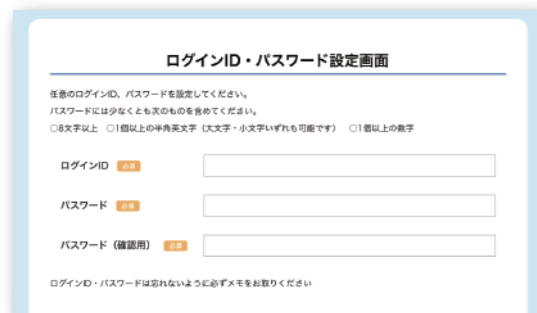 ログインID・パスワード設定画面
任意のログインID、パスワードを設定してください。
パスワードには少なくとも次のものを含めてください。
○8文字以上 ○1個以上の半角英文字（大文字・小文字いずれも可能です） ○1個以上の数字
ログインID 必須
パスワード 必須
パスワード（確認用） 必須
ログインID・パスワードは忘れないように必ずメモをお取りください